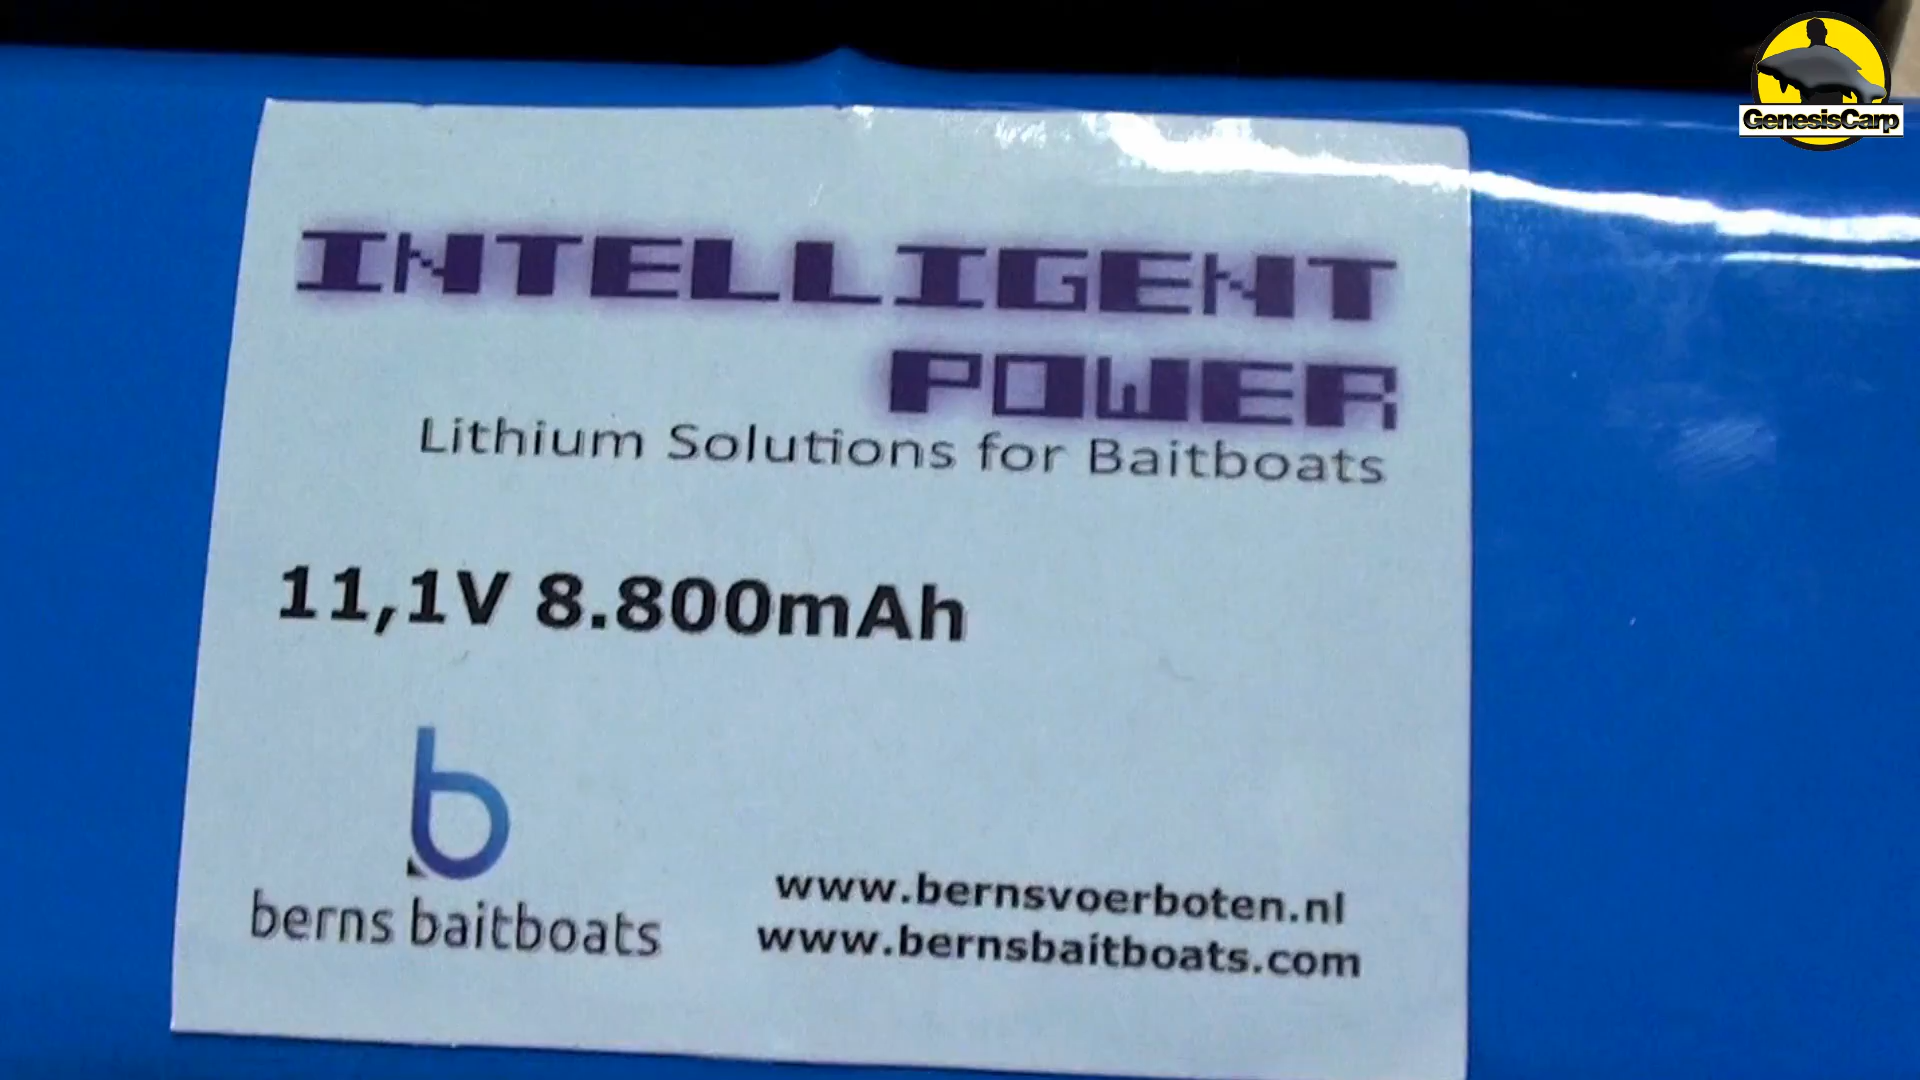 GenesisCarp
INTELLIGENT
POWER
Lithium Solutions for Baitboats
11,1V 8.800mAh
b
berns baitboats
www.bernsvoerboten.nl
www.bernsbaitboats.com